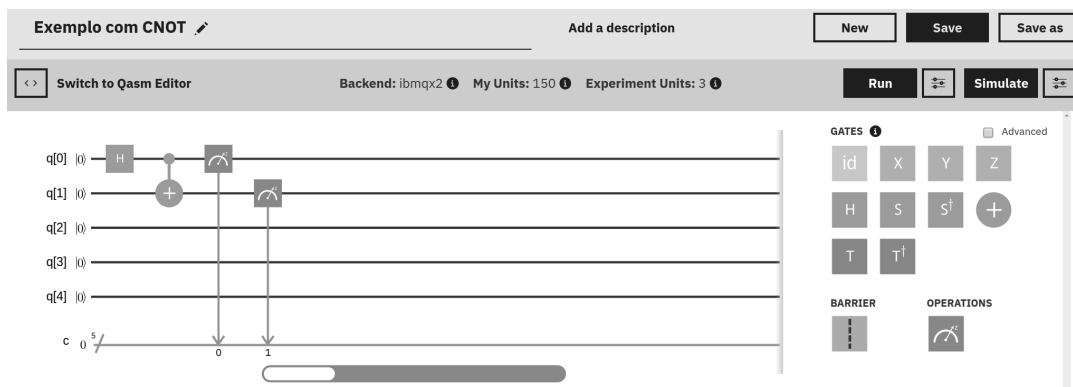 Exemplo com CNOT Add a description New Save Save as
<> Switch to Qasm Editor Backend: ibmqx2 My Units: 150 Experiment Units: 3 Run Simulate
GATES Advanced
q[0] |0⟩ H z
id X Y Z
q[1] |0⟩ + z
H S S† +
q[2] |0⟩
q[3] |0⟩
T T†
q[4] |0⟩
BARRIER OPERATIONS
c 0 5
z
0 1